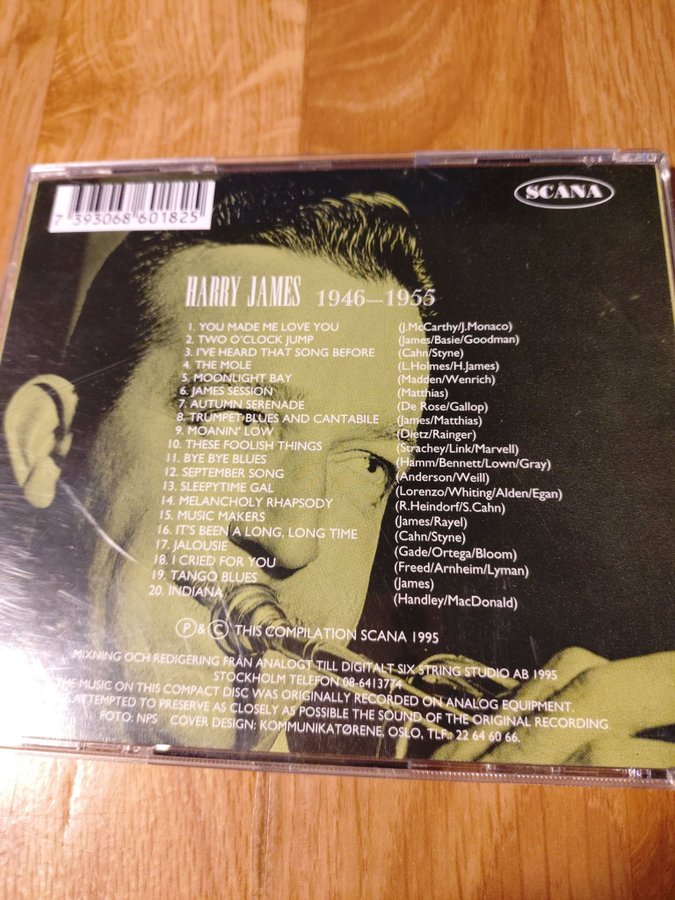 SCANA
7 393068 601825
HARRY JAMES 1946—1955
1. YOU MADE ME LOVE YOU (J.McCarthy/J.Monaco)
2. TWO O'CLOCK JUMP (James/Basie/Goodman)
3. I'VE HEARD THAT SONG BEFORE (Cahn/Styne)
4. THE MOLE (L.Holmes/H.James)
5. MOONLIGHT BAY (Madden/Wenrich)
6. JAMES SESSION (Matthias)
7. AUTUMN SERENADE (De Rose/Gallop)
8. TRUMPET BLUES AND CANTABILE (James/Matthias)
9. MOANIN' LOW (Dietz/Rainger)
10. THESE FOOLISH THINGS (Strachey/Link/Marvell)
11. BYE BYE BLUES (Hamm/Bennett/Lown/Gray)
12. SEPTEMBER SONG (Anderson/Weill)
13. SLEEPYTIME GAL (Lorenzo/Whiting/Alden/Egan)
14. MELANCHOLY RHAPSODY (R.Heindorf/S.Cahn)
15. MUSIC MAKERS (James/Rayel)
16. IT'S BEEN A LONG, LONG TIME (Cahn/Styne)
17. JALOUSIE (Gade/Ortega/Bloom)
18. I CRIED FOR YOU (Freed/Arnheim/Lyman)
19. TANGO BLUES (James)
20. INDIANA (Handley/MacDonald)
Ⓟ & Ⓒ THIS COMPILATION SCANA 1995
MIXNING OCH REDIGERING FRÅN ANALOGT TILL DIGITALT SIX STRING STUDIO AB 1995
STOCKHOLM TELEFON 08-6413774
THE MUSIC ON THIS COMPACT DISC WAS ORIGINALLY RECORDED ON ANALOG EQUIPMENT.
ATTEMPTED TO PRESERVE AS CLOSELY AS POSSIBLE THE SOUND OF THE ORIGINAL RECORDING.
FOTO: NPS COVER DESIGN: KOMMUNIKATØRENE, OSLO, TLF.: 22 64 60 66.